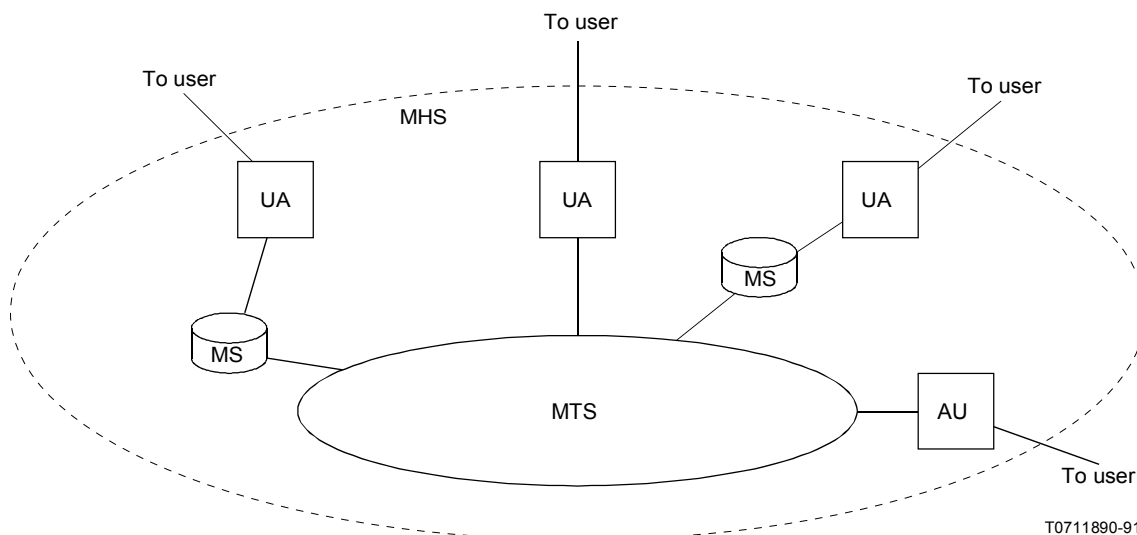 To user
To user
To user
MHS
UA
UA
UA
MS
MS
MTS
AU
To user
T0711890-91